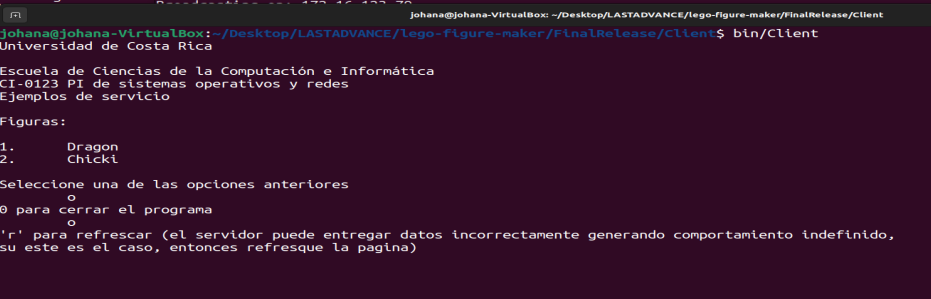 johana@johana-VirtualBox: ~/Desktop/LASTADVANCE/lego-figure-maker/FinalRelease/Client
johana@johana-VirtualBox:~/Desktop/LASTADVANCE/lego-figure-maker/FinalRelease/Client$ bin/Client
Universidad de Costa Rica
Escuela de Ciencias de la Computación e Informática
CI-0123 PI de sistemas operativos y redes
Ejemplos de servicio
Figuras:
1. Dragon
2. Chicki
Seleccione una de las opciones anteriores
o
0 para cerrar el programa
o
'r' para refrescar (el servidor puede entregar datos incorrectamente generando comportamiento indefinido,
su este es el caso, entonces refresque la pagina)